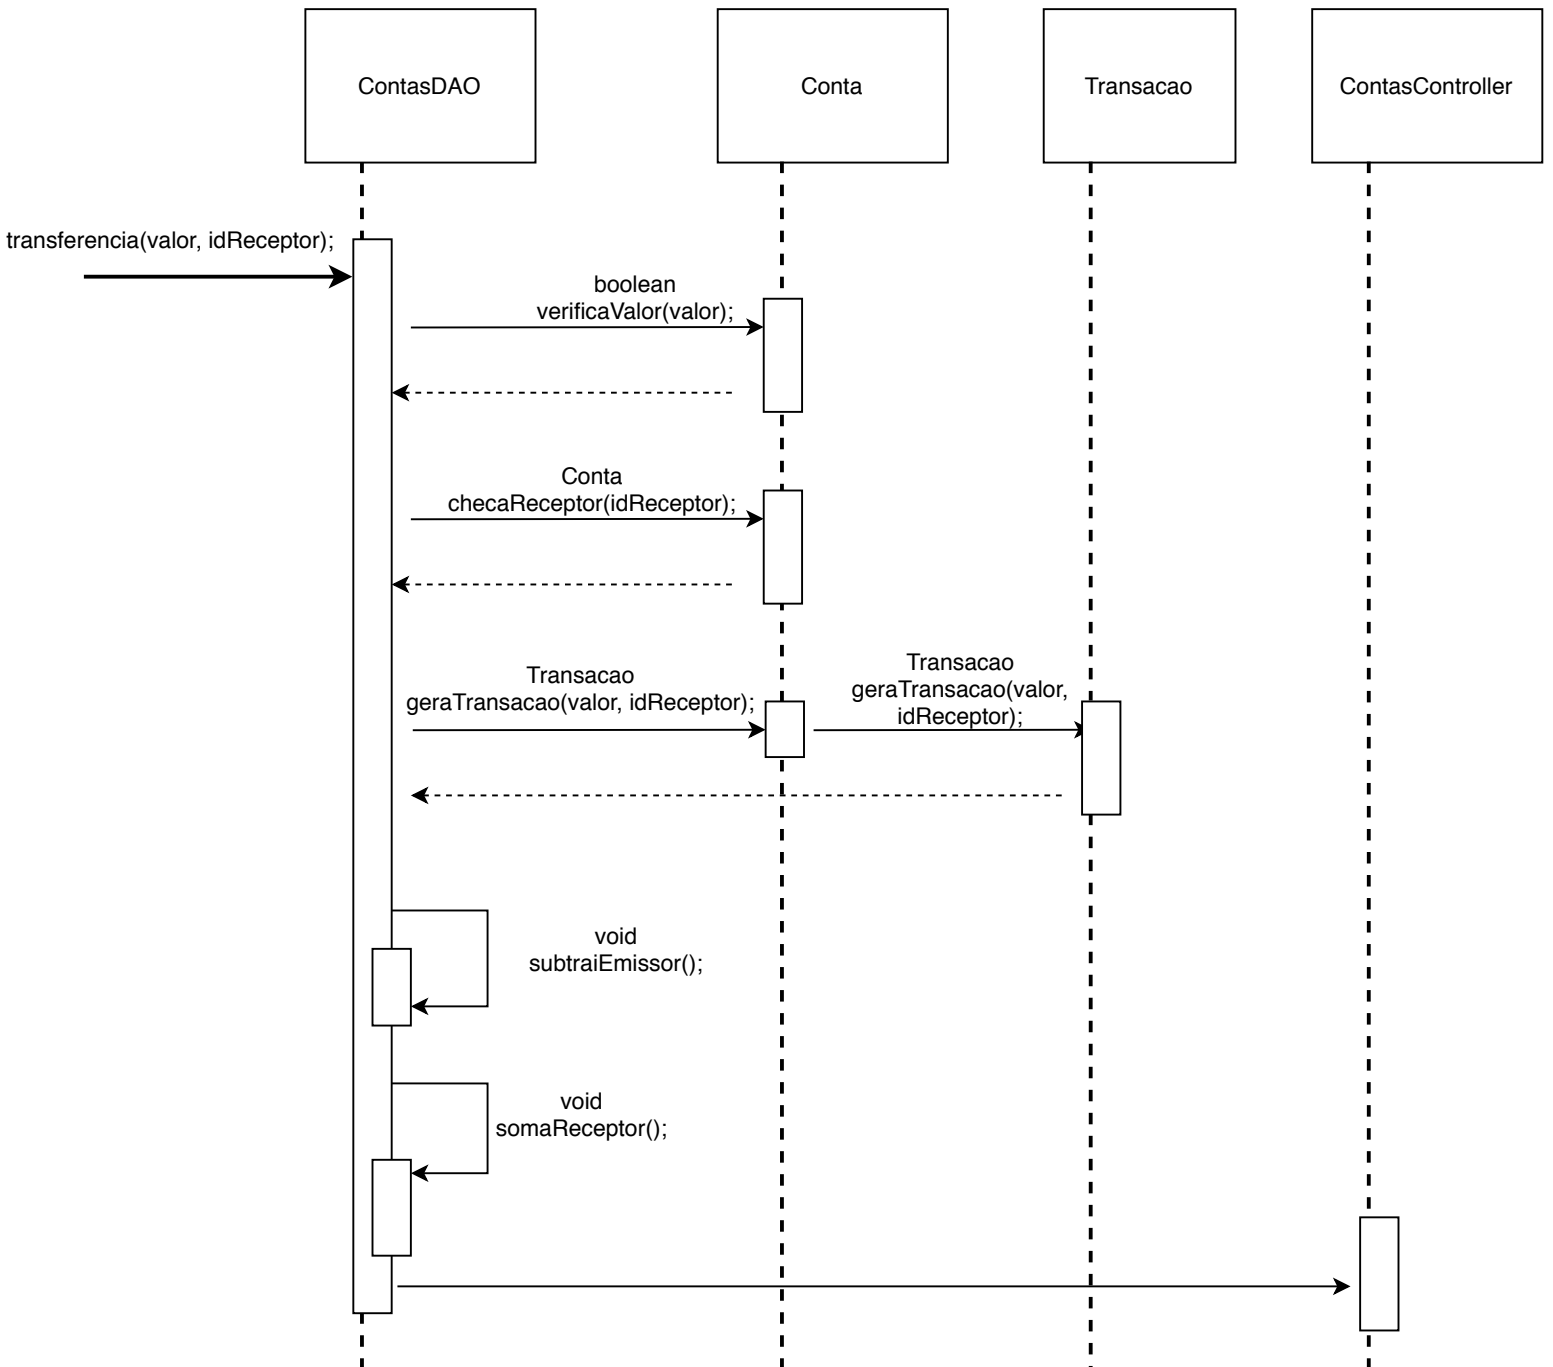 ContasDAO
Conta
Transacao
ContasController
transferencia(valor, idReceptor);
boolean
verificaValor(valor);
Conta
checaReceptor(idReceptor);
Transacao
geraTransacao(valor, idReceptor);
Transacao
geraTransacao(valor,
idReceptor);
void
subtraiEmissor();
void
somaReceptor();